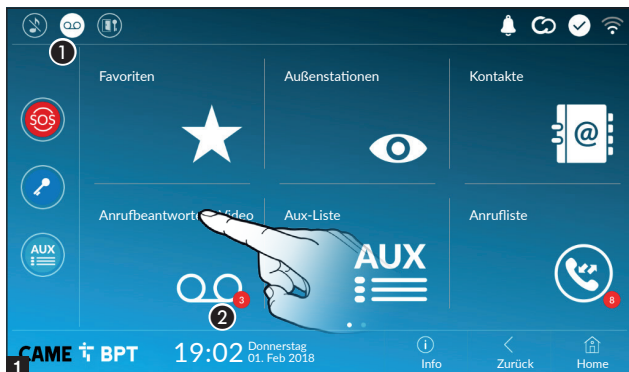 1
Favoriten
Außenstationen
Kontakte
SOS
@
Anrufbeantworter Video
Aux-Liste
Anrufliste
AUX
AUX
3
8
2
1
CAME BPT
19:02
Donnerstag
01. Feb 2018
Info
Zurück
Home